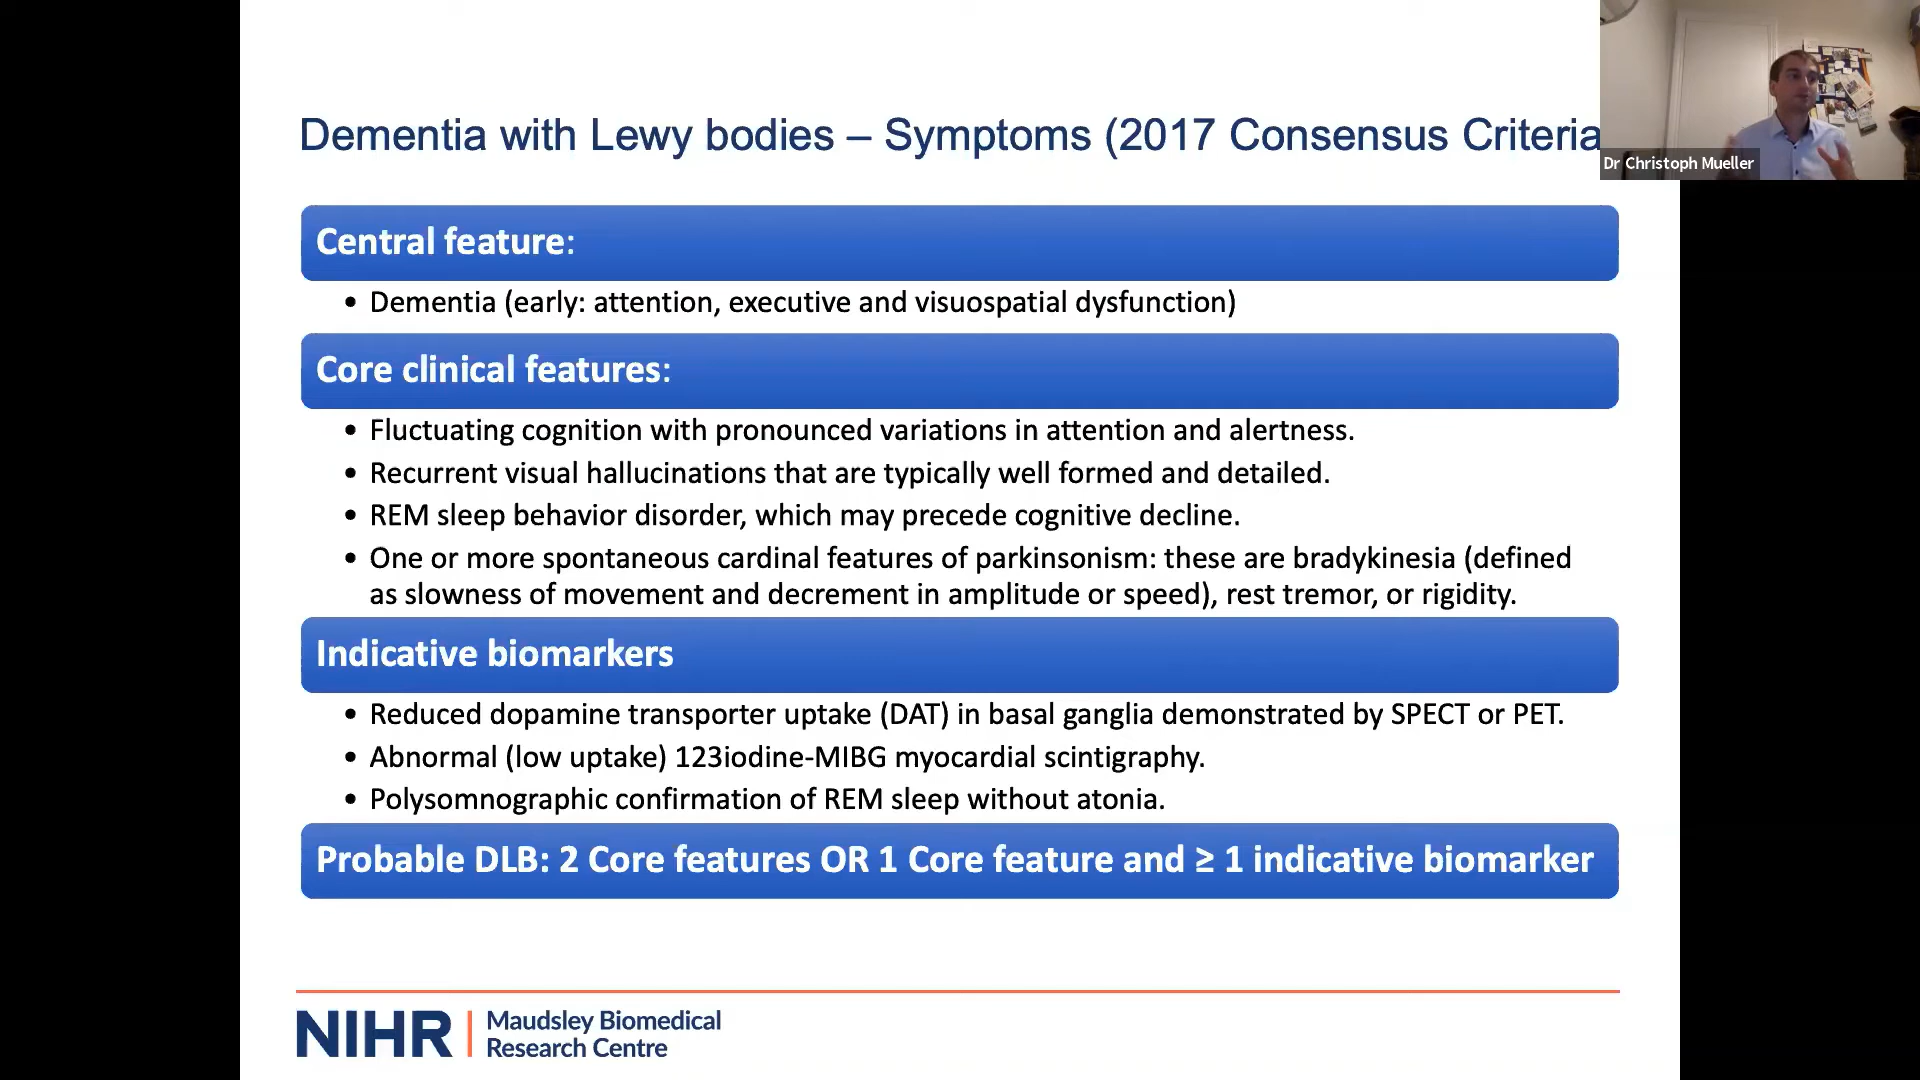 Dementia with Lewy bodies – Symptoms (2017 Consensus Criteria
Dr Christoph Mueller
Central feature:
• Dementia (early: attention, executive and visuospatial dysfunction)
Core clinical features:
• Fluctuating cognition with pronounced variations in attention and alertness.
• Recurrent visual hallucinations that are typically well formed and detailed.
• REM sleep behavior disorder, which may precede cognitive decline.
• One or more spontaneous cardinal features of parkinsonism: these are bradykinesia (defined
as slowness of movement and decrement in amplitude or speed), rest tremor, or rigidity.
Indicative biomarkers
• Reduced dopamine transporter uptake (DAT) in basal ganglia demonstrated by SPECT or PET.
• Abnormal (low uptake) 123iodine-MIBG myocardial scintigraphy.
• Polysomnographic confirmation of REM sleep without atonia.
Probable DLB: 2 Core features OR 1 Core feature and ≥ 1 indicative biomarker
NIHR | Maudsley Biomedical
Research Centre